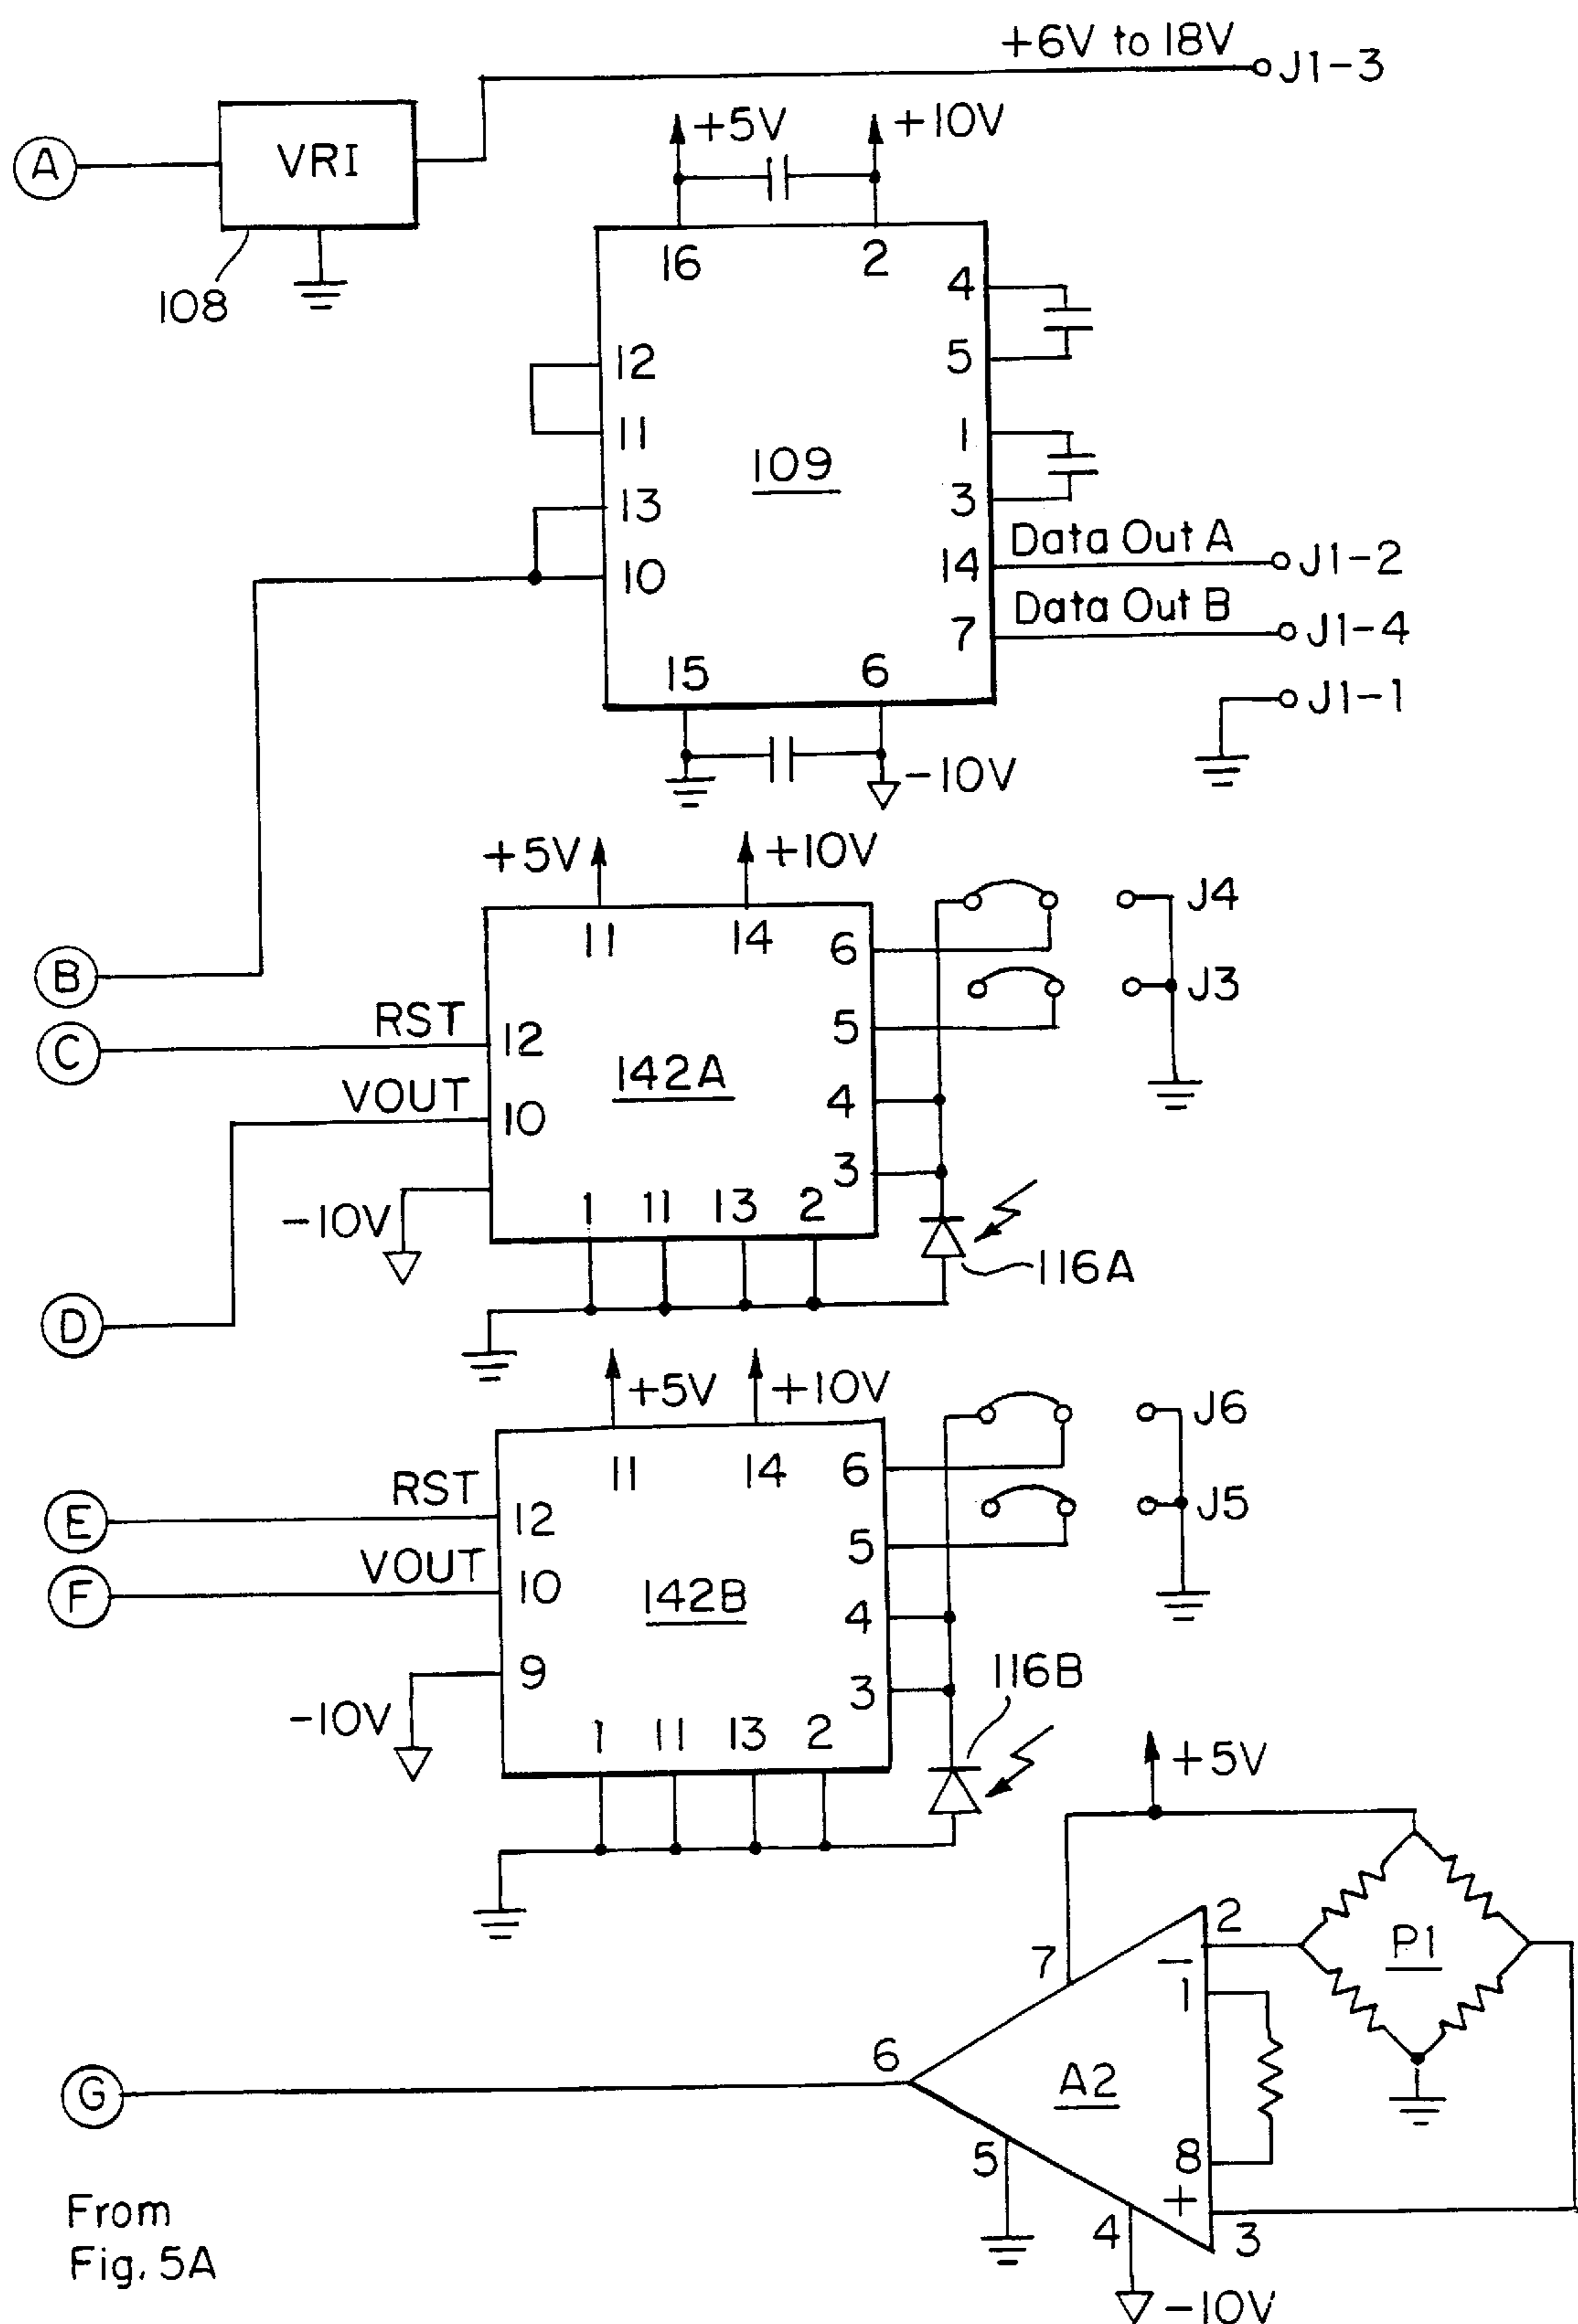 +6V to 18V
J1-3
A
VRI
108
+5V
+10V
16
2
4
5
12
11
1
3
109
13
10
14
Data Out A
J1-2
7
Data Out B
J1-4
15
6
J1-1
-10V
+5V
+10V
B
11
14
6
J4
5
J3
C
RST
12
142A
VOUT
10
4
3
-10V
1
11
13
2
116A
D
+5V
+10V
11
14
6
J6
5
J5
E
RST
12
F
VOUT
10
142B
4
9
3
116B
-10V
1
11
13
2
+5V
7
2
−
1
P1
6
A2
G
5
8
+
4
3
-10V
From
Fig. 5A